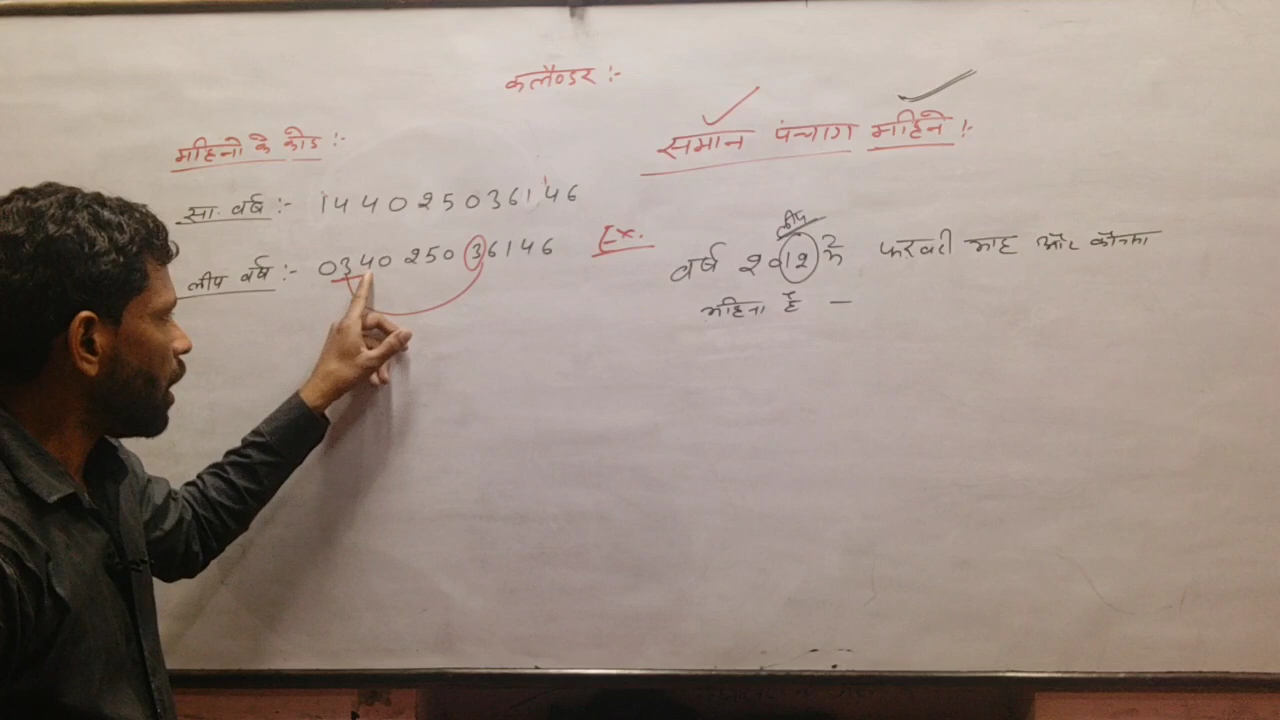 कलैण्डर :-
महिनो के कोड :-
सा. वर्ष :- 144025036146
लीप वर्ष :- 034025036146
समान पंचाग महिने :-
Ex.
लीप
वर्ष 2012 के फरवरी माह और कौनसा
महिना है —